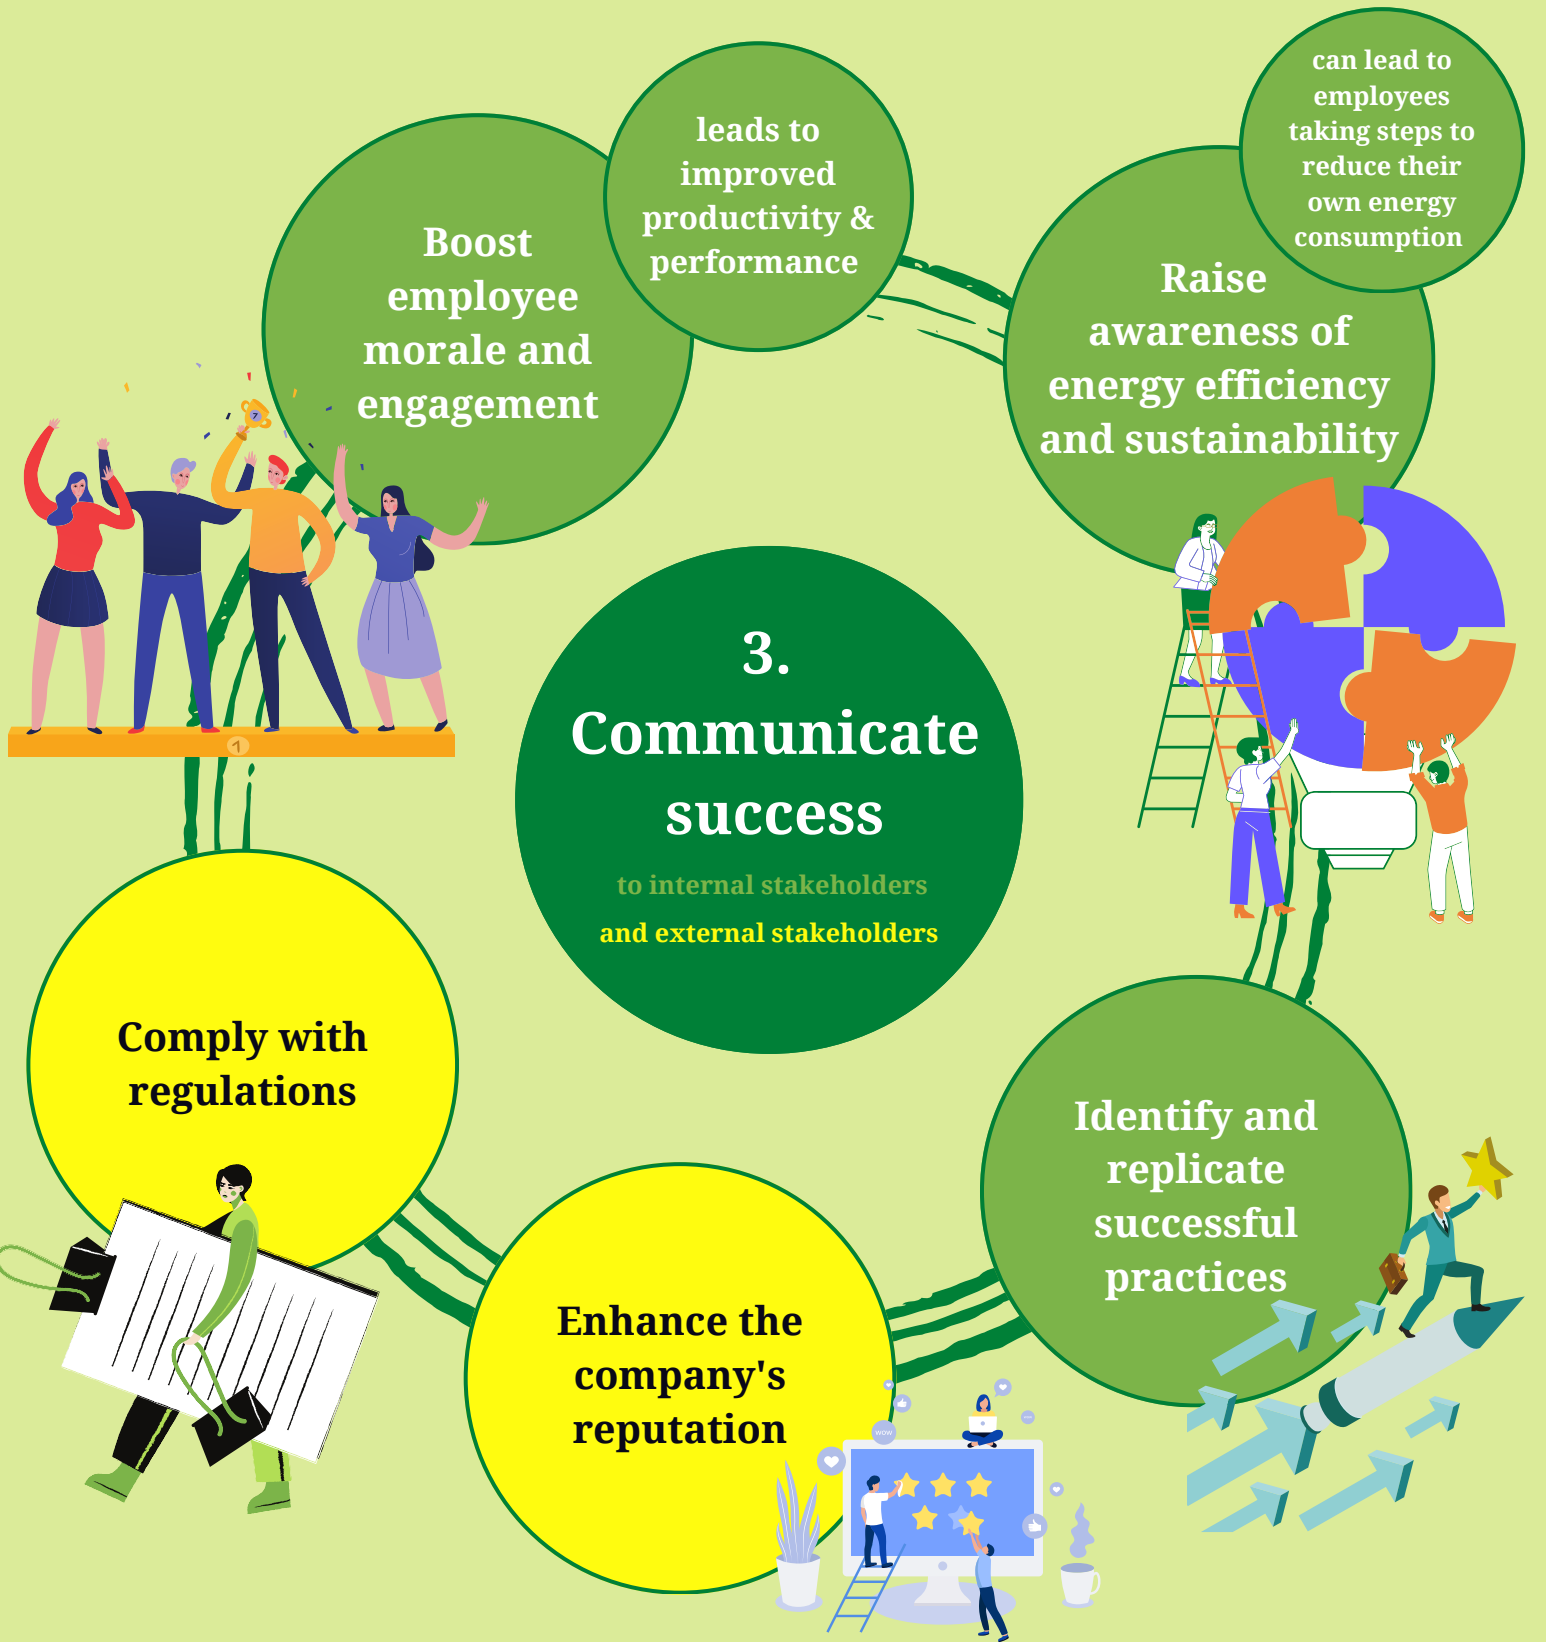 can lead to
employees
taking steps to
reduce their
own energy
consumption
leads to
improved
productivity &
performance
Boost
employee
morale and
engagement
Raise
awareness of
energy efficiency
and sustainability
3.
Communicate
success
to internal stakeholders
and external stakeholders
Comply with
regulations
Identify and
replicate
successful
practices
Enhance the
company's
reputation
WOW
1